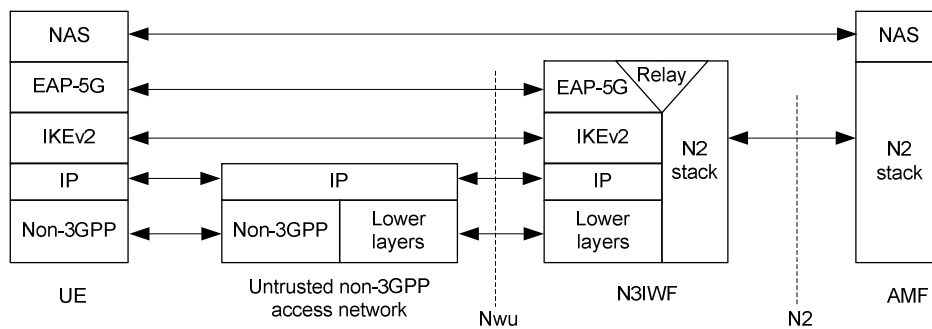 NAS
NAS
EAP-5G
EAP-5G
Relay
IKEv2
IKEv2
N2
stack
N2
stack
IP
IP
IP
Non-3GPP
Non-3GPP
Lower
layers
Lower
layers
UE
Untrusted non-3GPP
access network
N3IWF
AMF
Nwu
N2